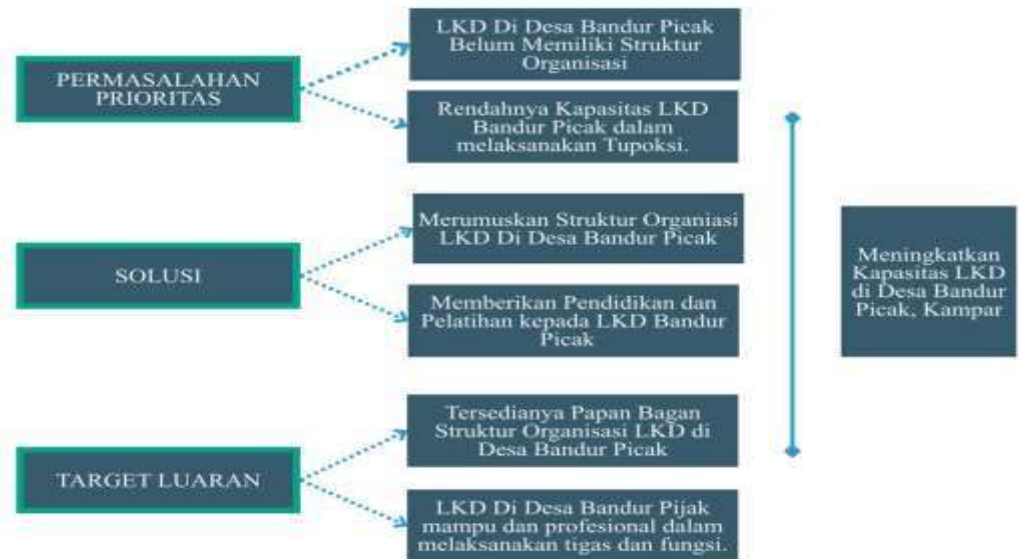 PERMASALAHAN
PRIORITAS
LKD Di Desa Bandur Picak
Belum Memiliki Struktur
Organisasi
Rendahnya Kapasitas LKD
Bandur Picak dalam
melaksanakan Tupoksi.
SOLUSI
Merumuskan Struktur Organiasi
LKD Di Desa Bandur Picak
Memberikan Pendidikan dan
Pelatihan kepada LKD Bandur
Picak
TARGET LUARAN
Tersedianya Papan Bagan
Struktur Organisasi LKD di
Desa Bandur Picak
LKD Di Desa Bandur Pijak
mampu dan profesional dalam
melaksanakan tigas dan fungsi.
Meningkatkan
Kapasitas LKD
di Desa Bandur
Picak, Kampar